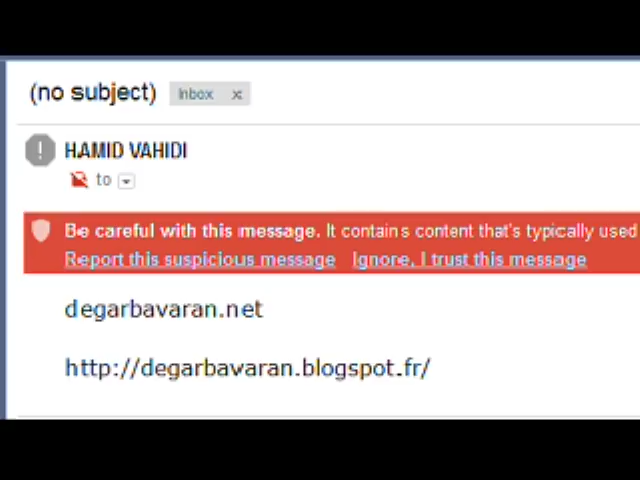 (no subject) Inbox x
HAMID VAHIDI
to
Be careful with this message. It contains content that's typically used
Report this suspicious message Ignore, I trust this message
degarbavaran.net
http://degarbavaran.blogspot.fr/